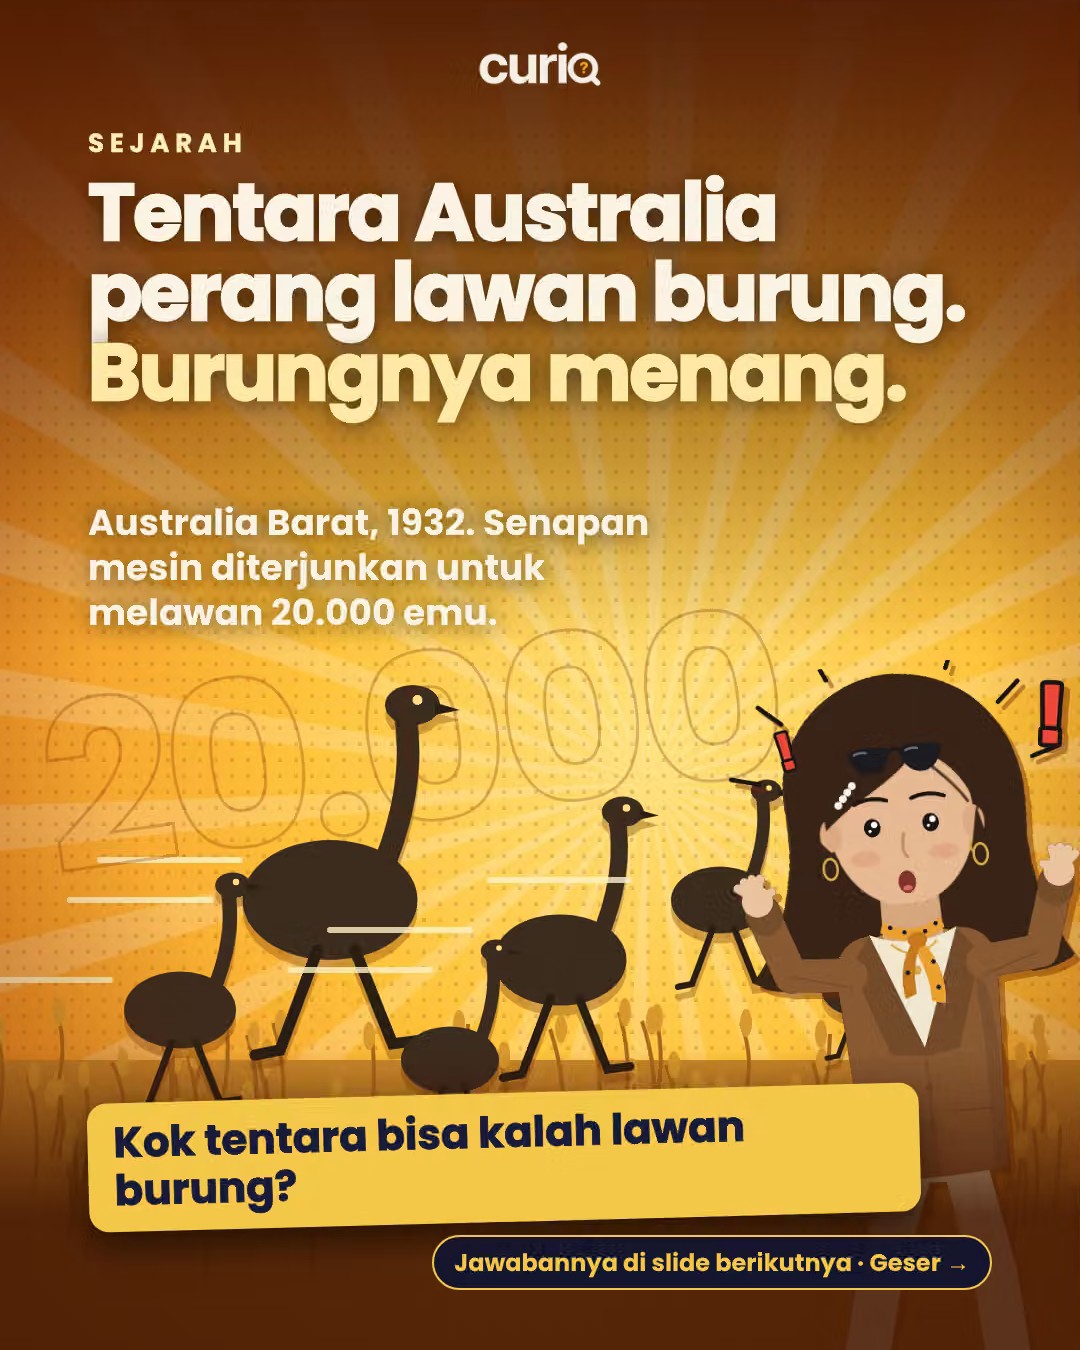 curiQ
SEJARAH
Tentara Australia
perang lawan burung.
Burungnya menang.
Australia Barat, 1932. Senapan
mesin diterjunkan untuk
melawan 20.000 emu.
20.000
Kok tentara bisa kalah lawan
burung?
Jawabannya di slide berikutnya · Geser →